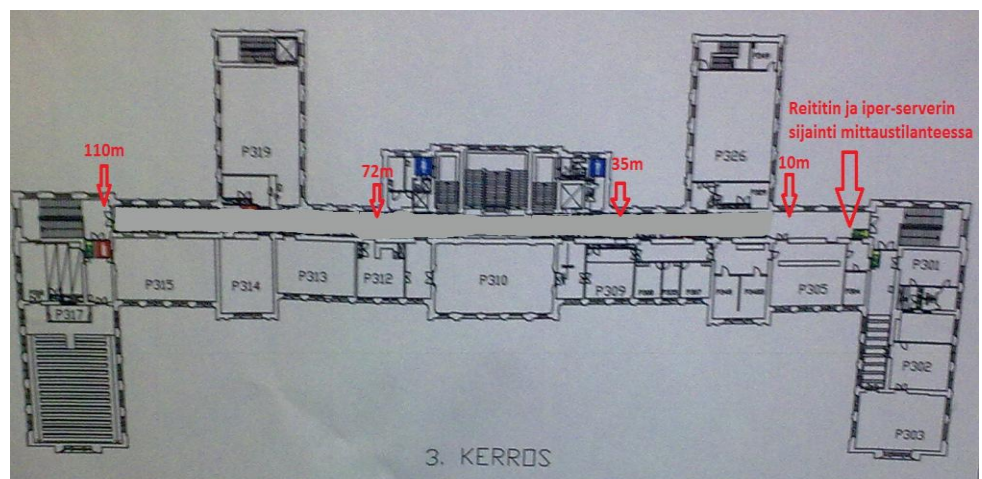 Reititin ja iper-serverin
sijainti mittaustilanteessa
110m
72m
35m
10m
P319
P326
P315
P314
P313
P312
P310
P309
P305
P301
P317
P302
P303
3. KERROS